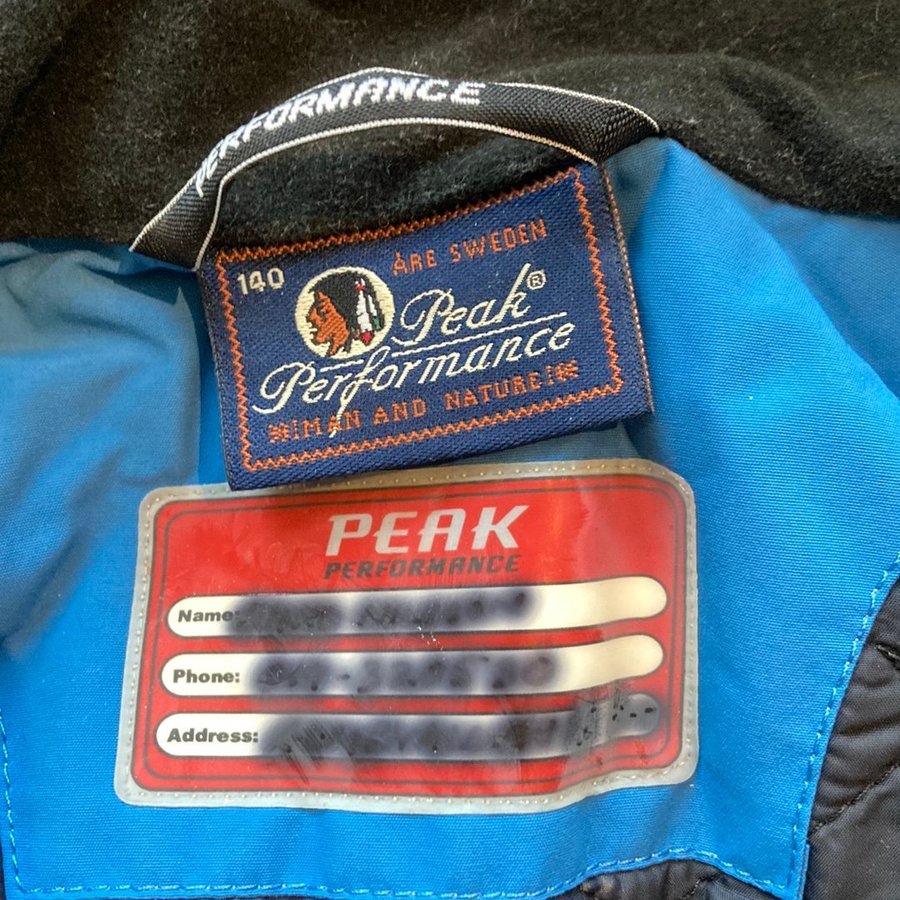 PERFORMANCE
140
ÅRE SWEDEN
Peak®
Performance
MAN AND NATURE
PEAK
PERFORMANCE
Name:
Phone:
Address: